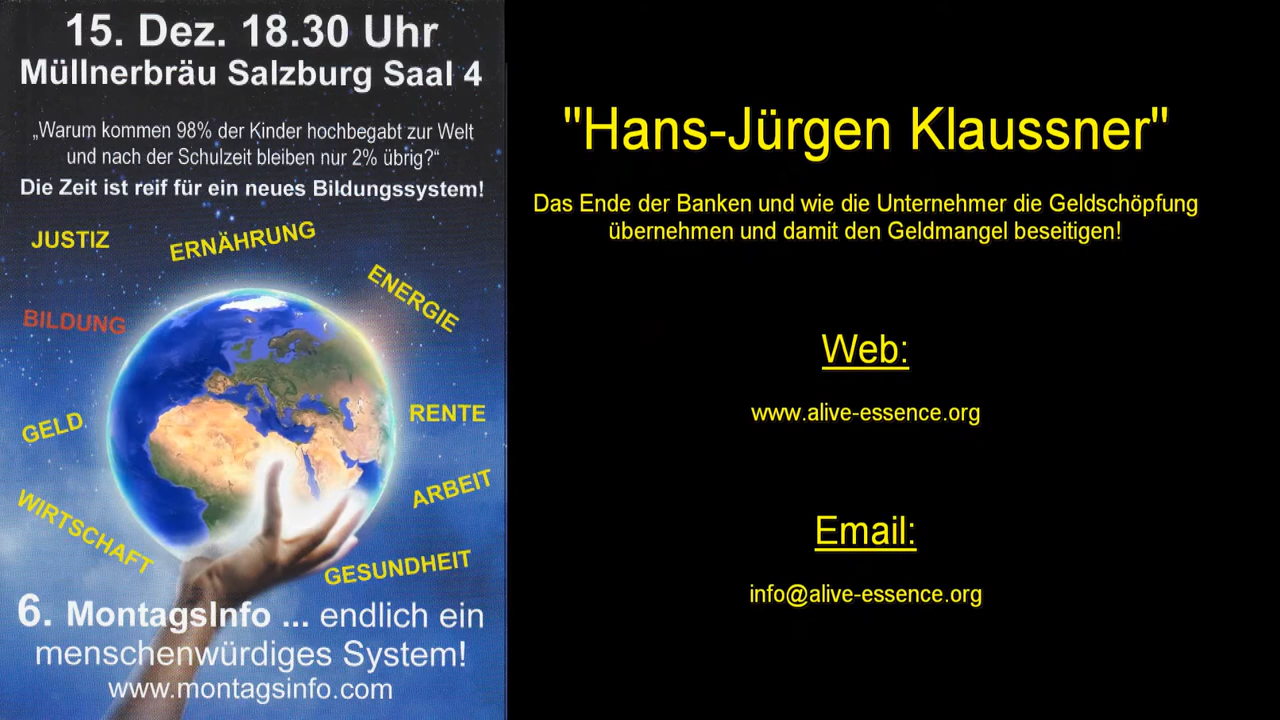 15. Dez. 18.30 Uhr
Müllnerbräu Salzburg Saal 4
„Warum kommen 98% der Kinder hochbegabt zur Welt
und nach der Schulzeit bleiben nur 2% übrig?“
Die Zeit ist reif für ein neues Bildungssystem!
JUSTIZ
ERNÄHRUNG
ENERGIE
BILDUNG
GELD
RENTE
ARBEIT
WIRTSCHAFT
GESUNDHEIT
6. MontagsInfo ... endlich ein
menschenwürdiges System!
www.montagsinfo.com
"Hans-Jürgen Klaussner"
Das Ende der Banken und wie die Unternehmer die Geldschöpfung
übernehmen und damit den Geldmangel beseitigen!
Web:
www.alive-essence.org
Email:
info@alive-essence.org